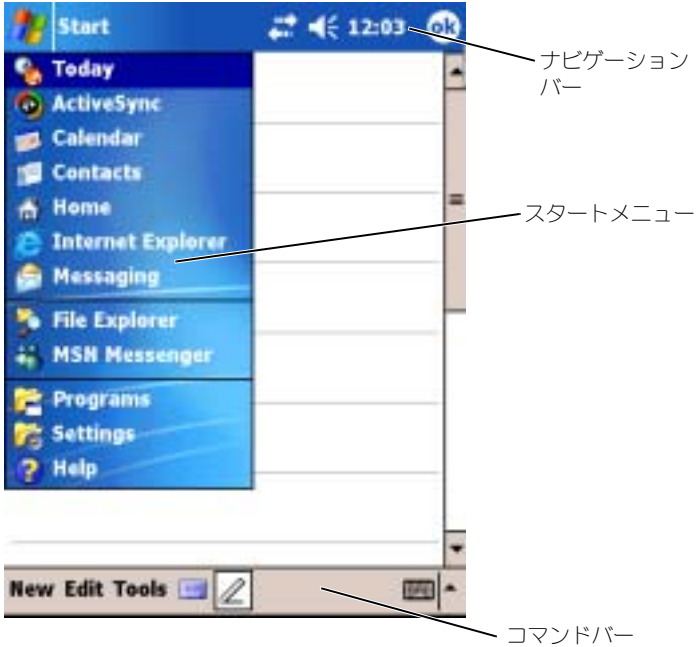 Start 12:03 ok
ナビゲーション
バー
Today
ActiveSync
Calendar
Contacts
Home
スタートメニュー
Internet Explorer
Messaging
File Explorer
MSN Messenger
Programs
Settings
Help
New Edit Tools
コマンドバー